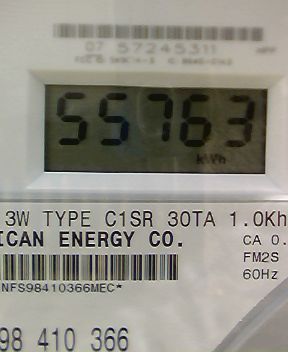 07 57245311
55763
kWh
3W TYPE C1SR 30TA 1.0Kh
ICAN ENERGY CO.
CA 0.
FM2S
60Hz
NFS98410366MEC*
98 410 366